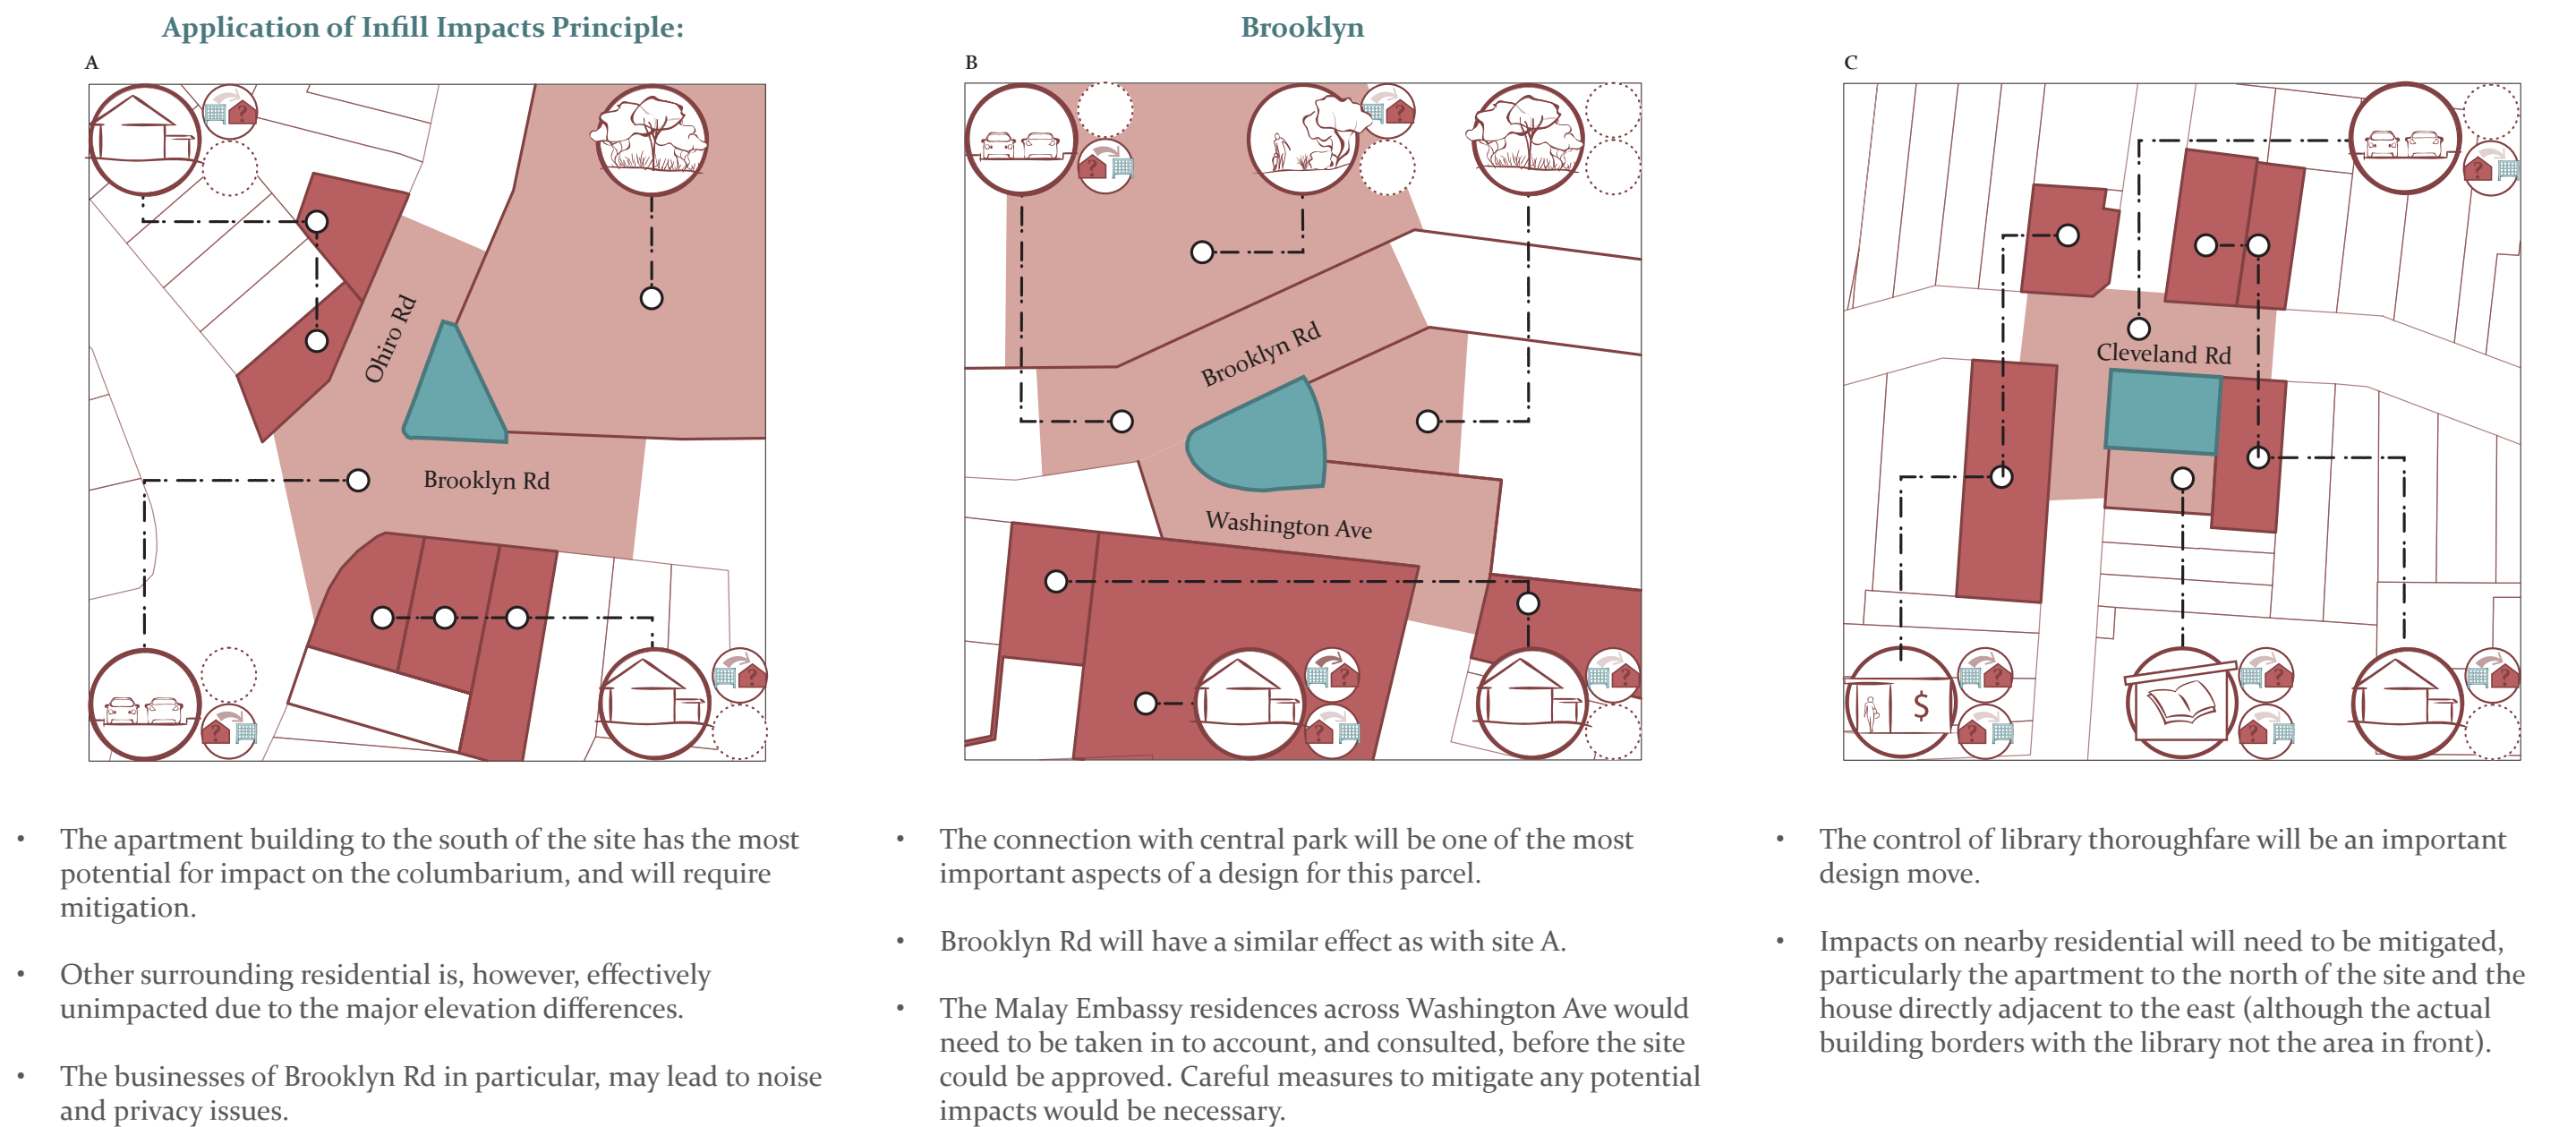 Application of Infill Impacts Principle:
Brooklyn
A
Ohiro Rd
Brooklyn Rd
• The apartment building to the south of the site has the most
potential for impact on the columbarium, and will require
mitigation.
• Other surrounding residential is, however, effectively
unimpacted due to the major elevation differences.
• The businesses of Brooklyn Rd in particular, may lead to noise
and privacy issues.
B
Brooklyn Rd
Washington Ave
• The connection with central park will be one of the most
important aspects of a design for this parcel.
• Brooklyn Rd will have a similar effect as with site A.
• The Malay Embassy residences across Washington Ave would
need to be taken in to account, and consulted, before the site
could be approved. Careful measures to mitigate any potential
impacts would be necessary.
C
Cleveland Rd
$
• The control of library thoroughfare will be an important
design move.
• Impacts on nearby residential will need to be mitigated,
particularly the apartment to the north of the site and the
house directly adjacent to the east (although the actual
building borders with the library not the area in front).